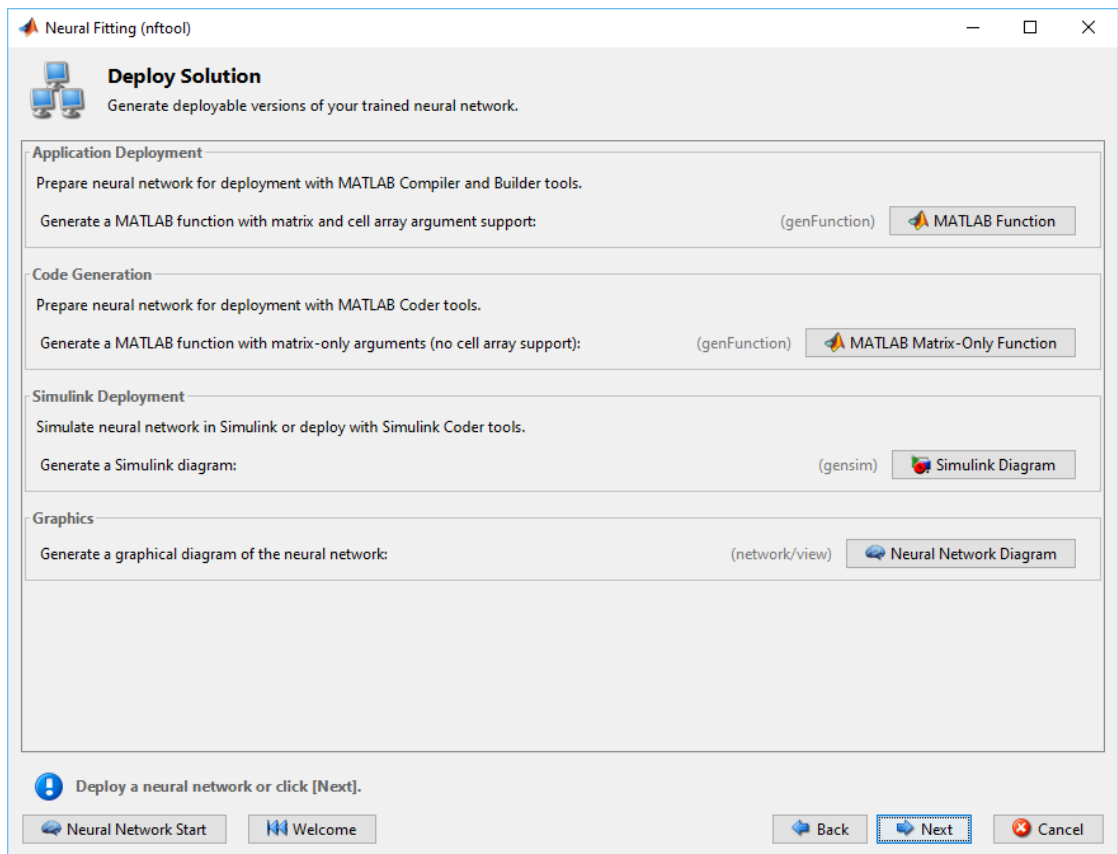 Neural Fitting (nftool)
Deploy Solution
Generate deployable versions of your trained neural network.
Application Deployment
Prepare neural network for deployment with MATLAB Compiler and Builder tools.
Generate a MATLAB function with matrix and cell array argument support: (genFunction) MATLAB Function
Code Generation
Prepare neural network for deployment with MATLAB Coder tools.
Generate a MATLAB function with matrix-only arguments (no cell array support): (genFunction) MATLAB Matrix-Only Function
Simulink Deployment
Simulate neural network in Simulink or deploy with Simulink Coder tools.
Generate a Simulink diagram: (gensim) Simulink Diagram
Graphics
Generate a graphical diagram of the neural network: (network/view) Neural Network Diagram
Deploy a neural network or click [Next].
Neural Network Start Welcome Back Next Cancel